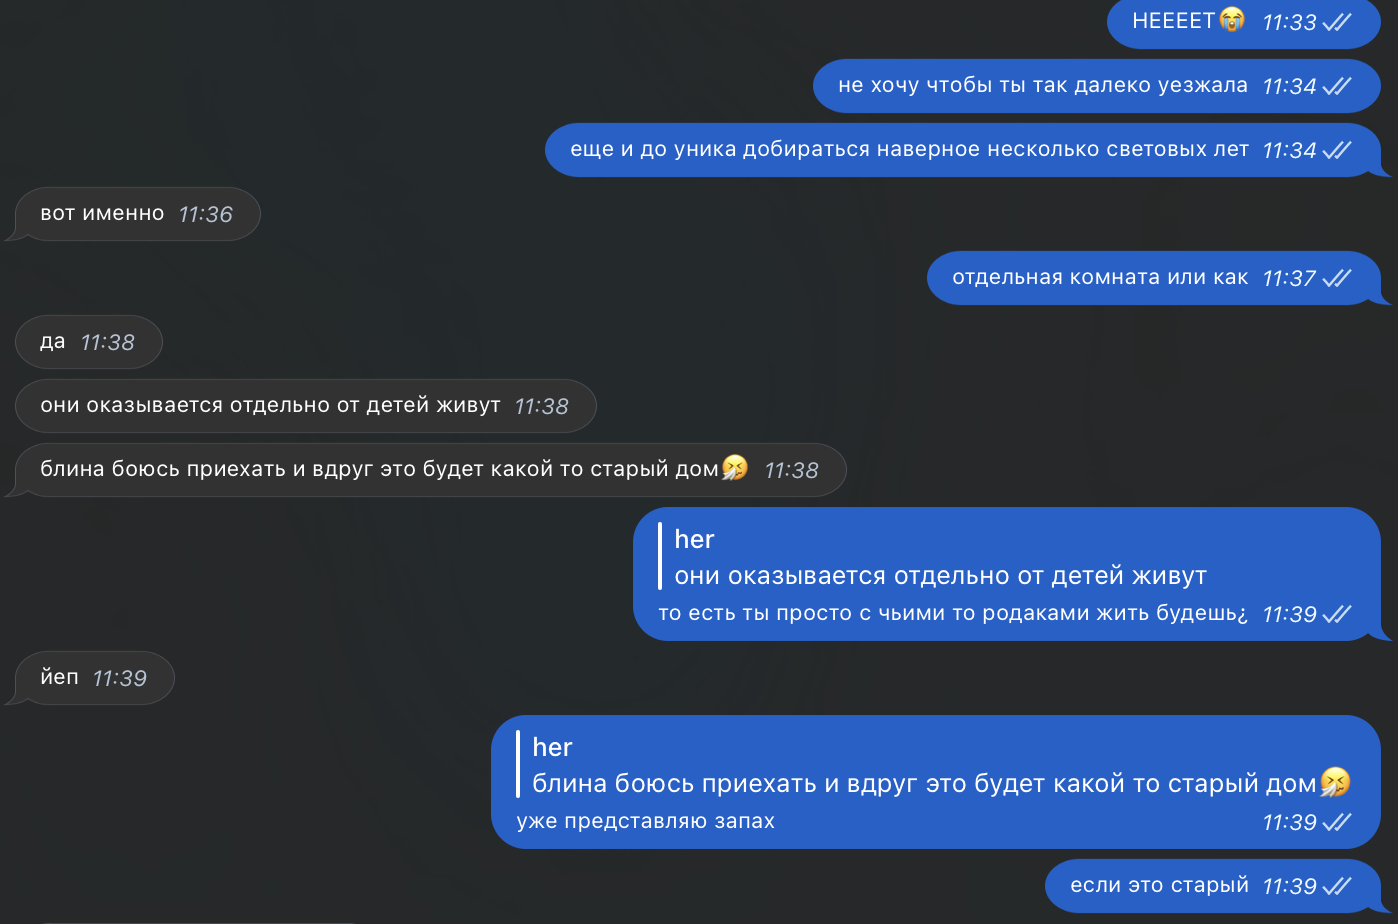 НЕЕЕЕТ😭 11:33
не хочу чтобы ты так далеко уезжала 11:34
еще и до уника добираться наверное несколько световых лет 11:34
вот именно 11:36
отдельная комната или как 11:37
да 11:38
они оказывается отдельно от детей живут 11:38
блина боюсь приехать и вдруг это будет какой то старый дом🤧 11:38
her
они оказывается отдельно от детей живут
то есть ты просто с чьими то родаками жить будешь¿ 11:39
йеп 11:39
her
блина боюсь приехать и вдруг это будет какой то старый дом🤧
уже представляю запах 11:39
если это старый 11:39